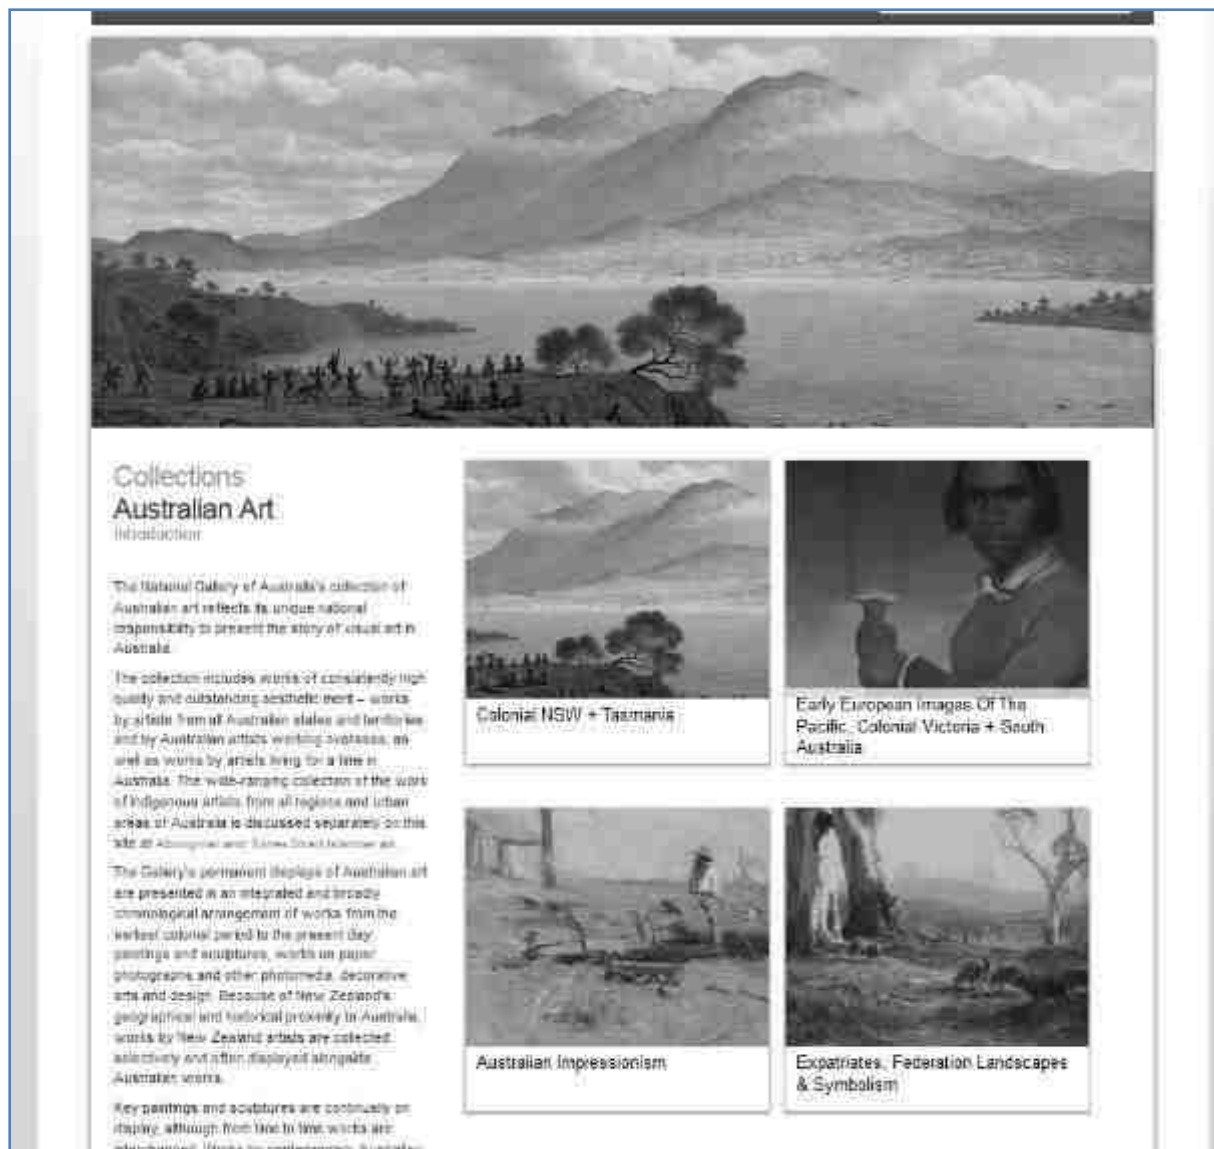 Collections
Australian Art
Introduction
The National Gallery of Australia's collection of
Australian art reflects its unique national
responsibility to present the story of visual art in
Australia.
The collection includes works of consistently high
quality and outstanding aesthetic merit – works
by artists from all Australian states and territories
and by Australian artists working overseas, as
well as works by artists living for a time in
Australia. The wide-ranging collection of the work
of Indigenous artists from all regions and urban
areas of Australia is discussed separately on this
site at Aboriginal and Torres Strait Islander art.
The Gallery's permanent displays of Australian art
are presented in an integrated and broadly
chronological arrangement of works from the
earliest colonial period to the present day:
paintings and sculptures, works on paper,
photographs and other photomedia, decorative
arts and design. Because of New Zealand's
geographical and historical proximity to Australia,
works by New Zealand artists are collected
selectively and often displayed alongside
Australian works.
Key paintings and sculptures are continually on
display, although from time to time works are
Colonial NSW + Tasmania
Early European Images Of The
Pacific, Colonial Victoria + South
Australia
Australian Impressionism
Expatriates, Federation Landscapes
& Symbolism